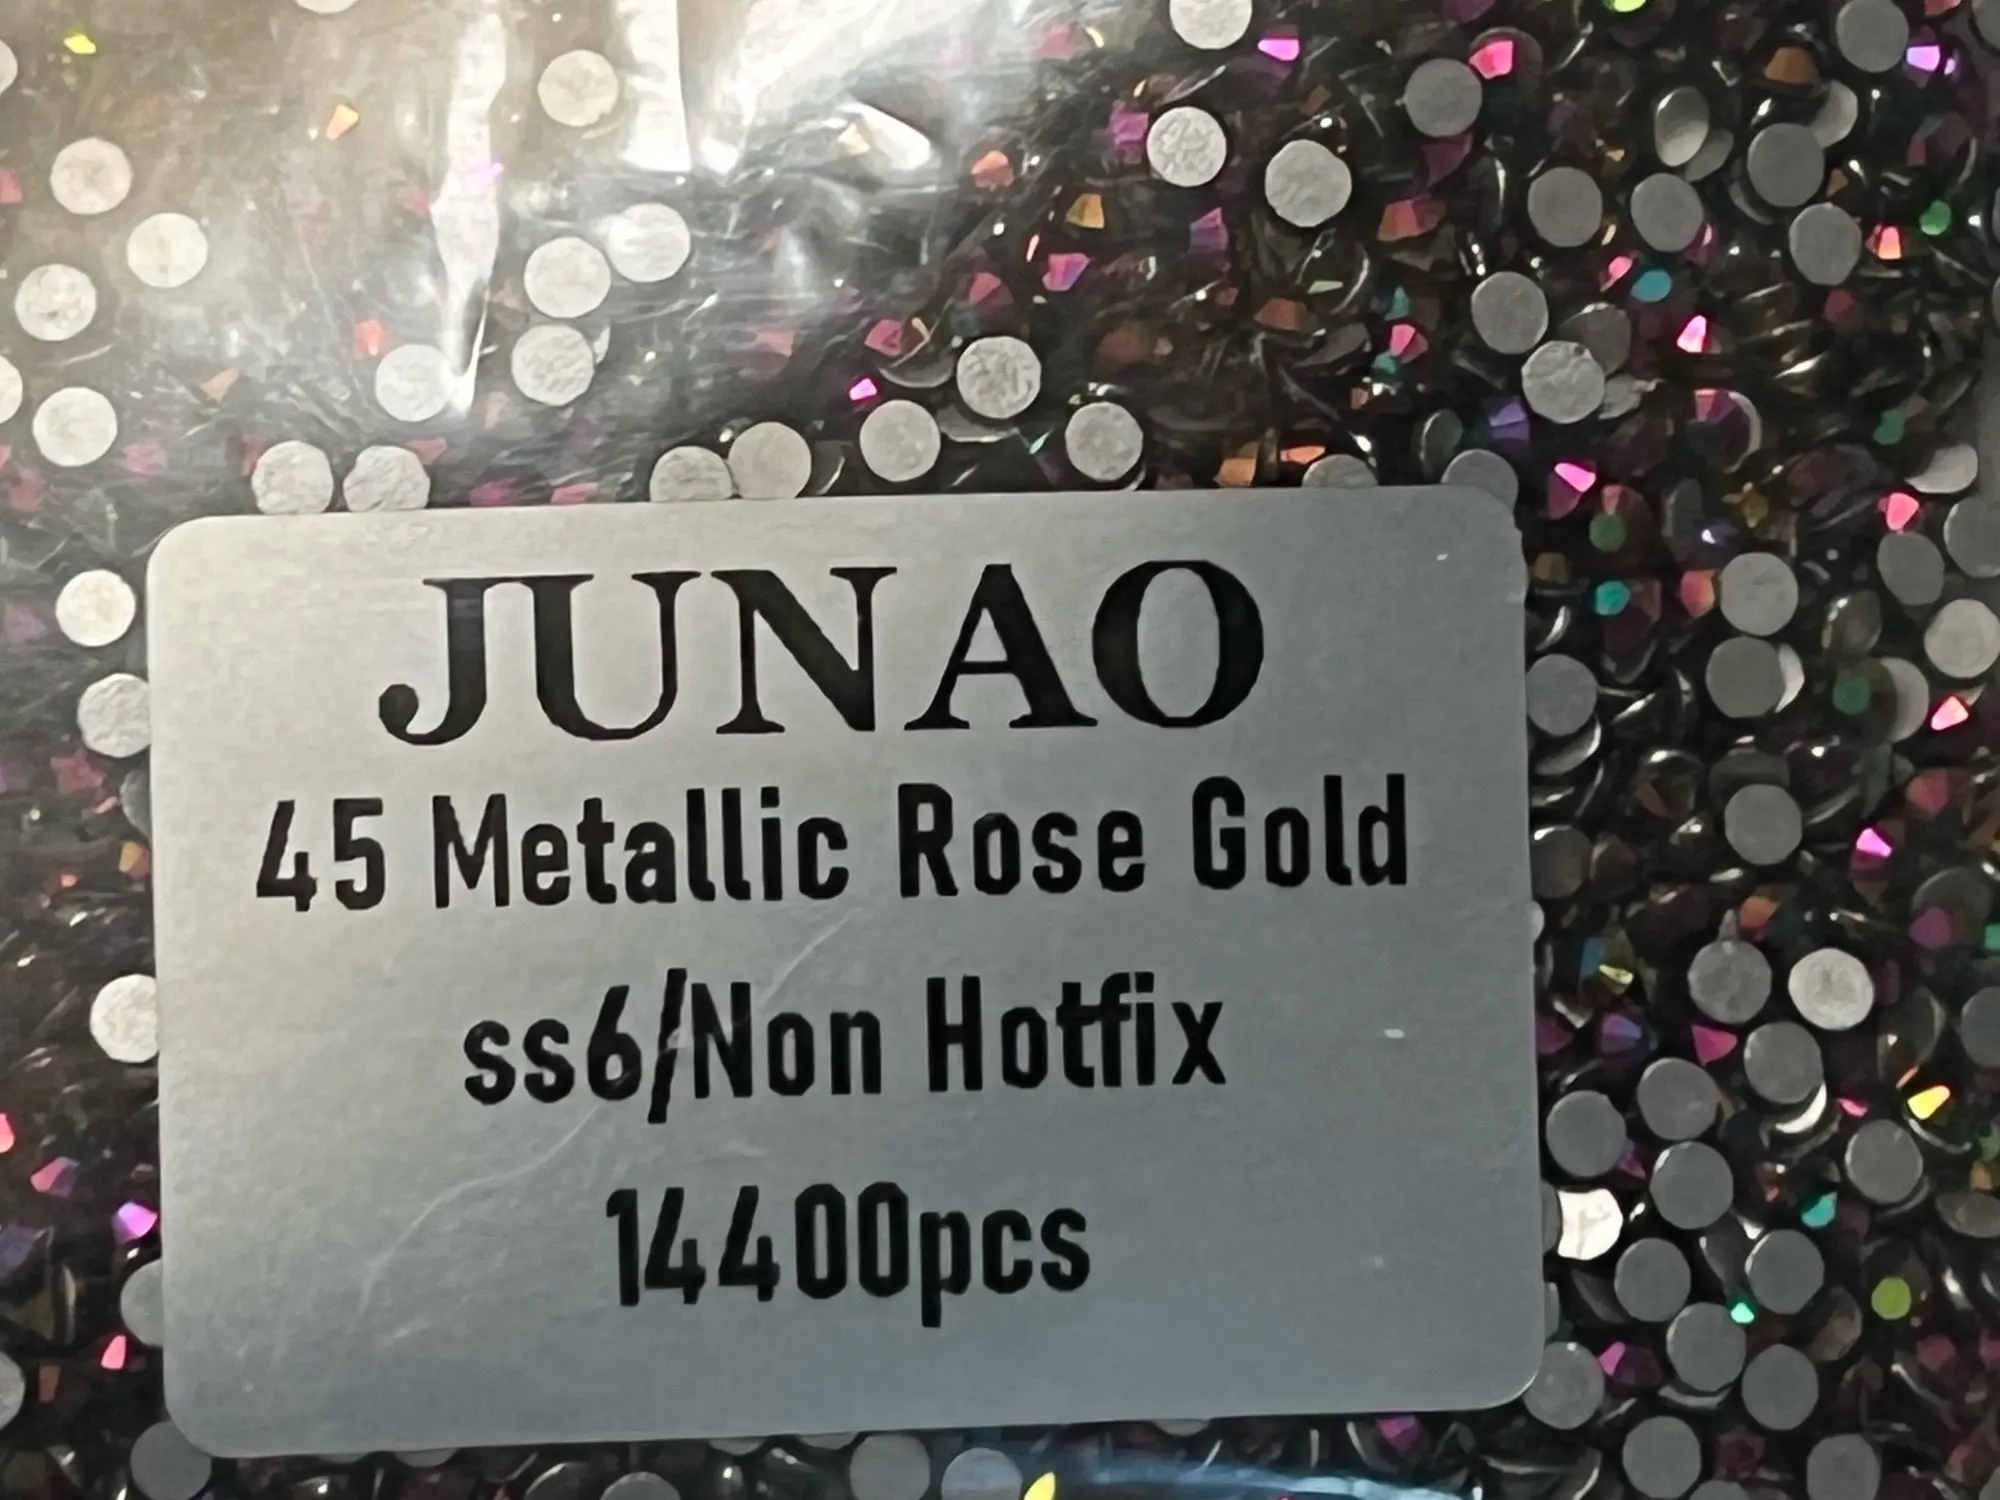 JUNAO
45 Metallic Rose Gold
ss6/Non Hotfix
14400pcs